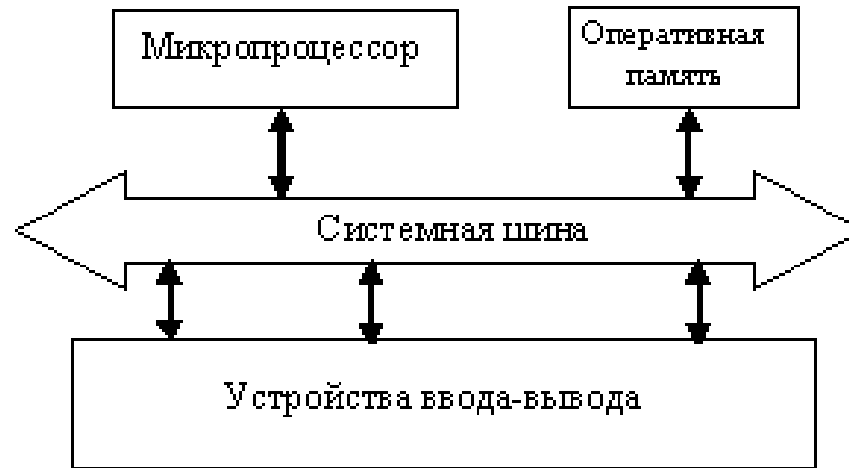 Микропроцессор
Оперативная
память
Системная шина
Устройства ввода-вывода